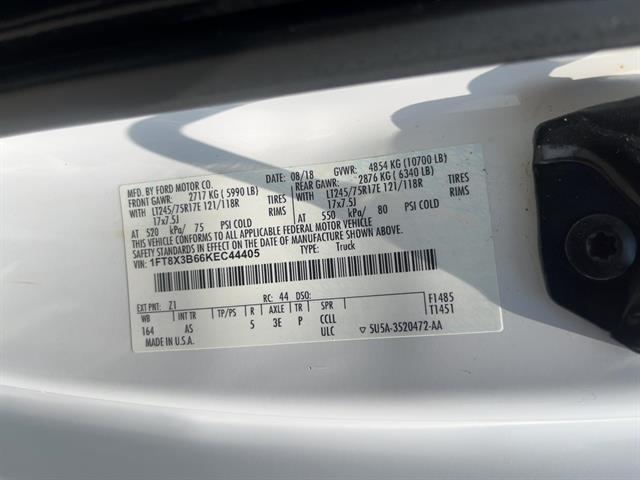 MFD. BY FORD MOTOR CO.
DATE: 08/18 GVWR: 4854 KG (10700 LB)
FRONT GAWR: 2717 KG ( 5990 LB) REAR GAWR: 2876 KG ( 6340 LB)
WITH LT245/75R17E 121/118R TIRES WITH LT245/75R17E 121/118R TIRES
17x7.5J RIMS 17x7.5J RIMS
AT 520 kPa/ 75 PSI COLD AT 550 kPa/ 80 PSI COLD
THIS VEHICLE CONFORMS TO ALL APPLICABLE FEDERAL MOTOR VEHICLE
SAFETY STANDARDS IN EFFECT ON THE DATE OF MANUFACTURE SHOWN ABOVE.
VIN: 1FT8X3B66KEC44405 TYPE: Truck
EXT PNT: Z1 RC: 44 DSO:
WB INT TR TP/PS R AXLE TR SPR F1485
164 AS 5 3E P CCLL T1451
MADE IN U.S.A. ULC 5U5A-3520472-AA